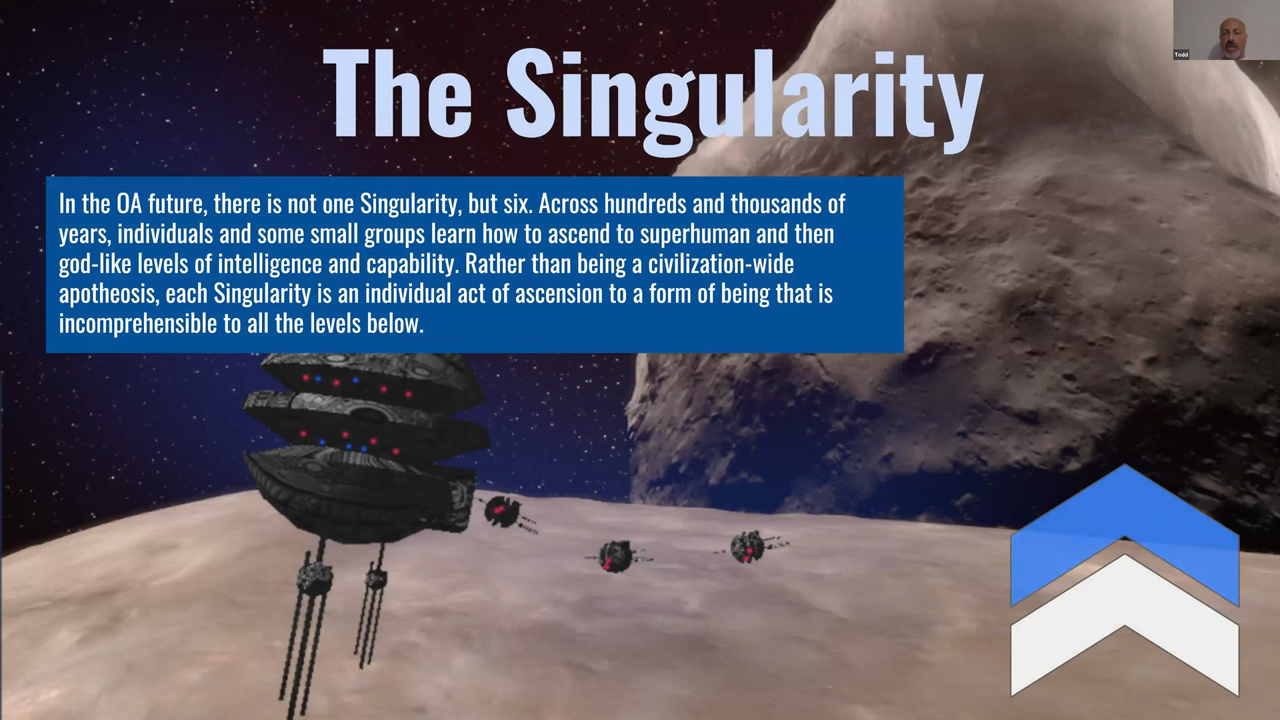 Todd
The Singularity
In the OA future, there is not one Singularity, but six. Across hundreds and thousands of
years, individuals and some small groups learn how to ascend to superhuman and then
god-like levels of intelligence and capability. Rather than being a civilization-wide
apotheosis, each Singularity is an individual act of ascension to a form of being that is
incomprehensible to all the levels below.